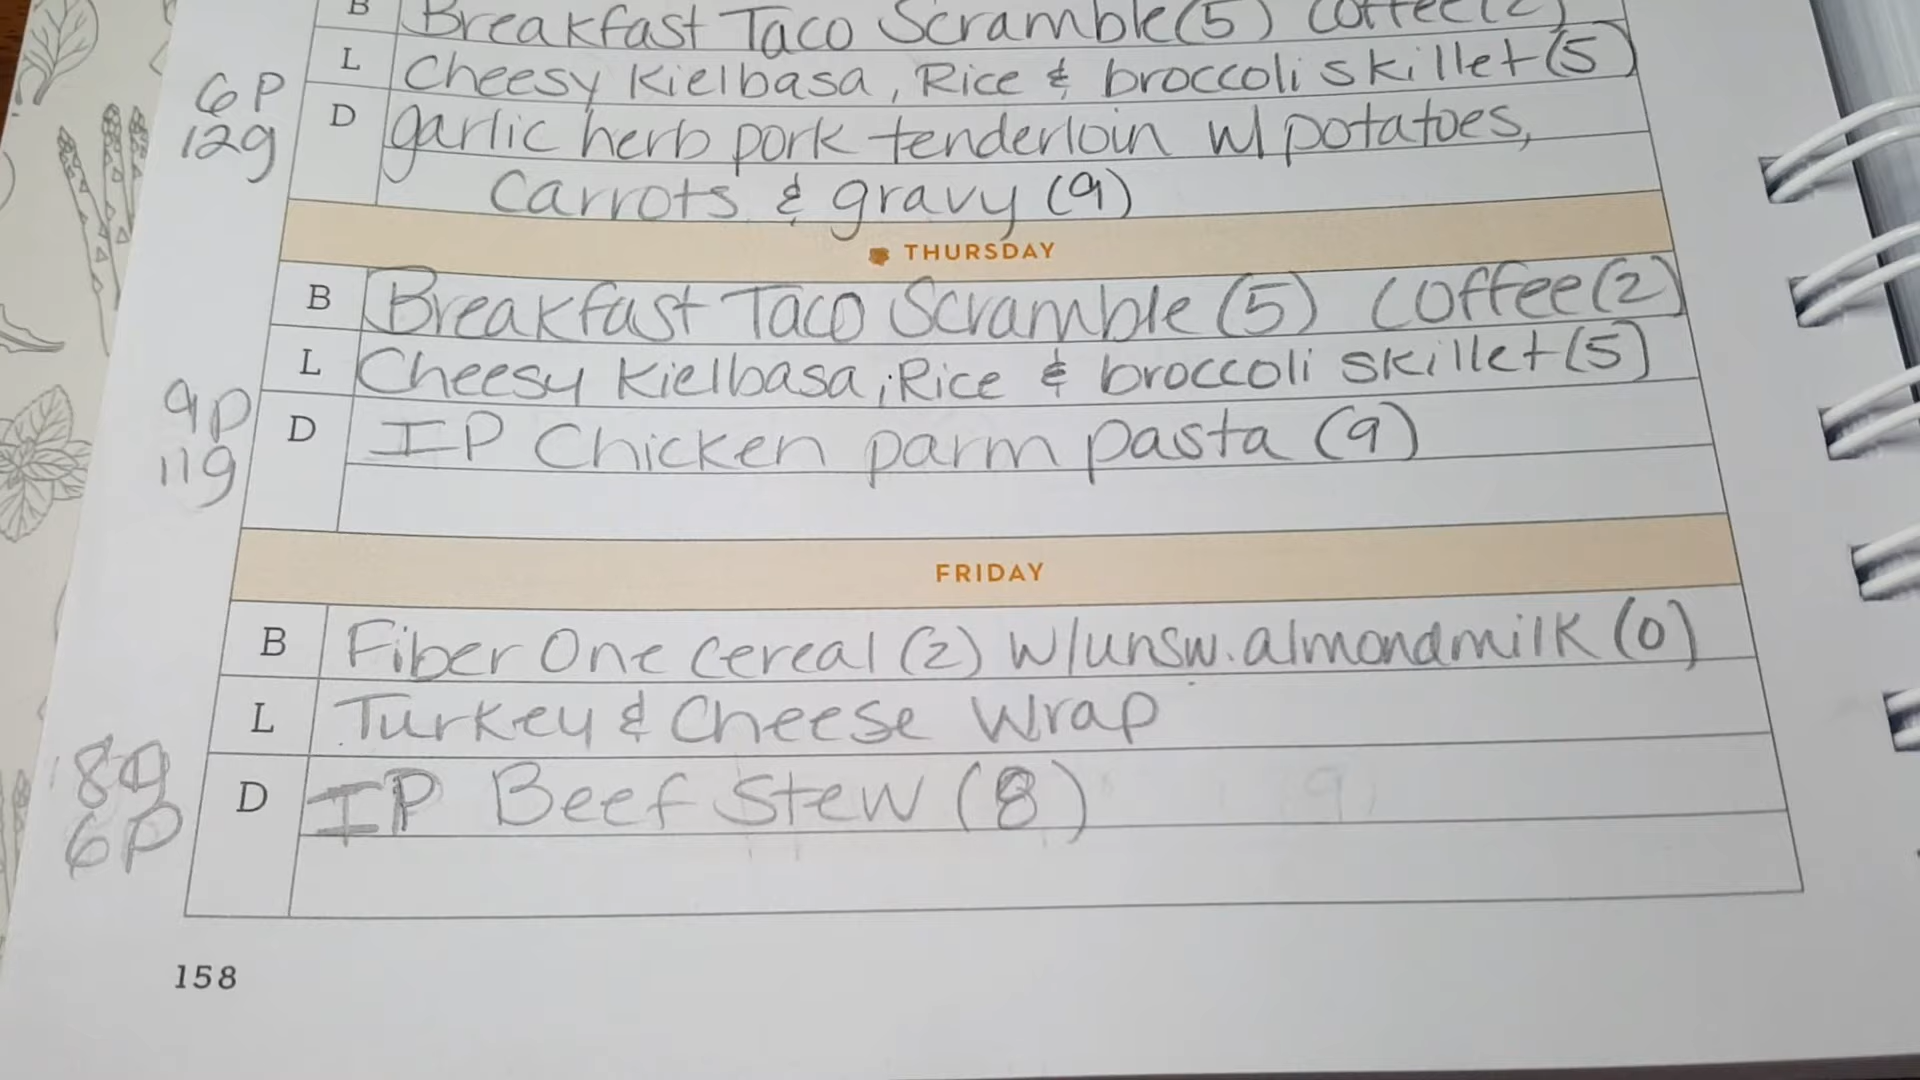 B Breakfast Taco Scramble (5) Coffee (2)
L Cheesy Kielbasa, Rice & broccoli skillet (5)
6P
12g
D garlic herb pork tenderloin w/ potatoes,
carrots & gravy (9)
THURSDAY
B Breakfast Taco Scramble (5) Coffee (2)
L Cheesy Kielbasa, Rice & broccoli skillet (5)
9p
11g
D IP Chicken parm pasta (9)
FRIDAY
B Fiber One cereal (2) w/unsw. almondmilk (0)
L Turkey & Cheese Wrap
8g
6P
D IP Beef Stew (8)
158